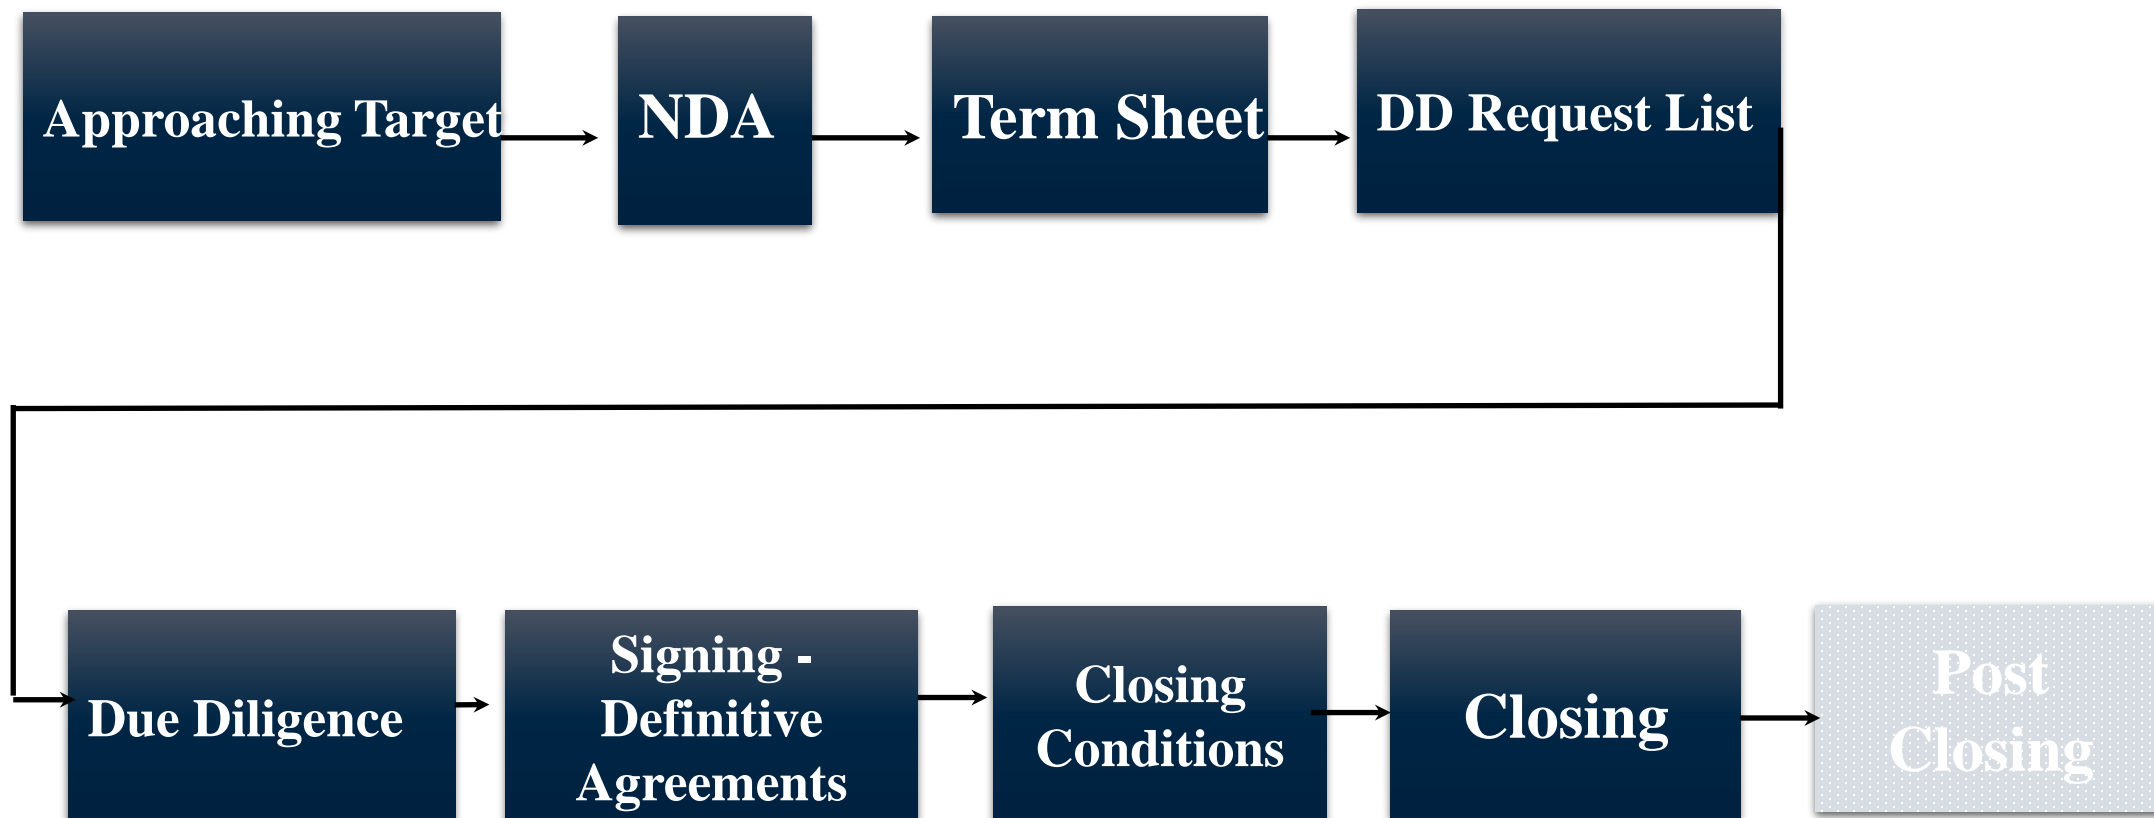 Approaching Target
NDA
Term Sheet
DD Request List
Due Diligence
Signing -
Definitive
Agreements
Closing
Conditions
Closing
Post
Closing